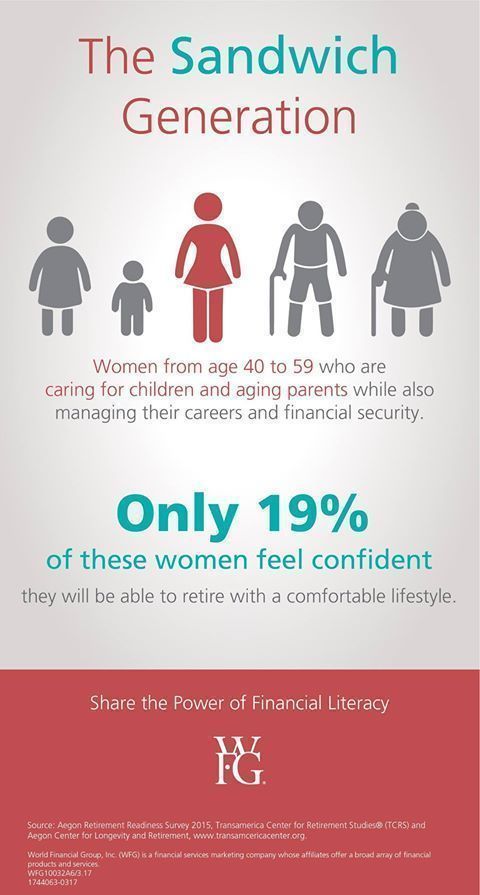 The Sandwich
Generation
Women from age 40 to 59 who are
caring for children and aging parents while also
managing their careers and financial security.
Only 19%
of these women feel confident
they will be able to retire with a comfortable lifestyle.
Share the Power of Financial Literacy
WFG.
Source: Aegon Retirement Readiness Survey 2015, Transamerica Center for Retirement Studies® (TCRS) and
Aegon Center for Longevity and Retirement, www.transamcericacenter.org.
World Financial Group, Inc. (WFG) is a financial services marketing company whose affiliates offer a broad array of financial
products and services.
WFG10032A6/3.17
1744063-0317